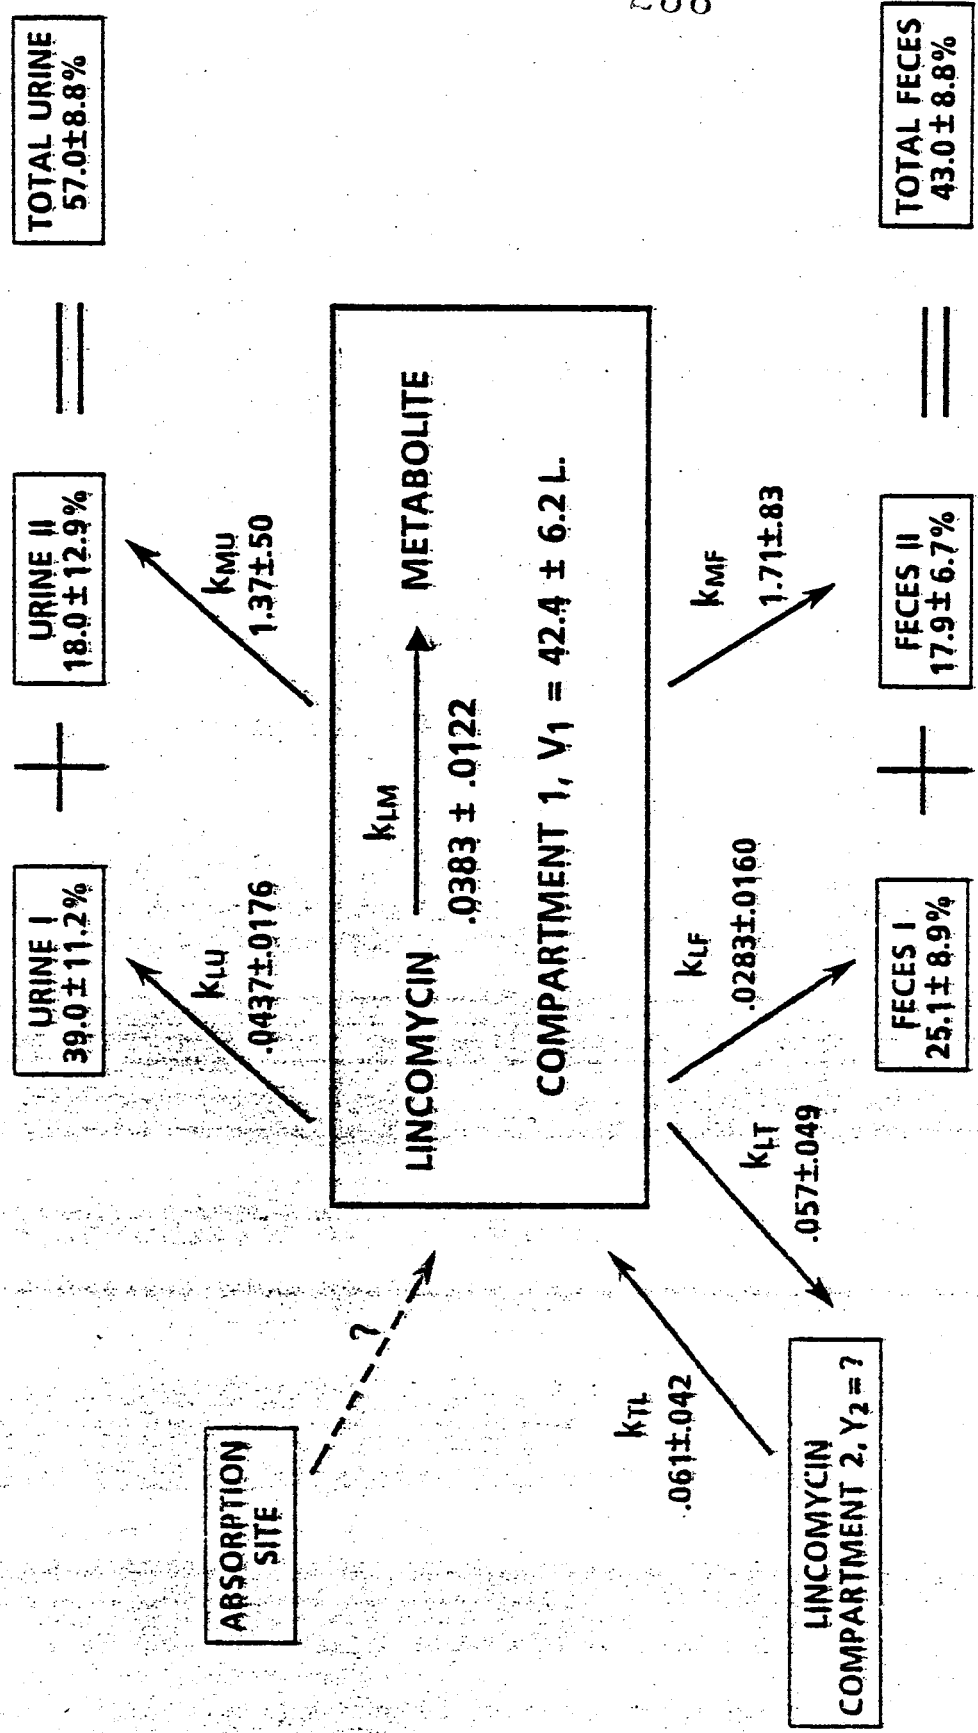 URINE I
39.0±11.2%
URINE II
18.0±12.9%
TOTAL URINE
57.0±8.8%
kLU
.0437±.0176
kMU
1.37±.50
ABSORPTION
SITE
?
kLM
LINCOMYCIN METABOLITE
.0383 ± .0122
COMPARTMENT 1, V1 = 42.4 ± 6.2 L.
kTL
.061±.042
kLT
.057±.049
kLF
.0283±.0160
kMF
1.71±.83
LINCOMYCIN
COMPARTMENT 2, Y2=?
FECES I
25.1±8.9%
FECES II
17.9±6.7%
TOTAL FECES
43.0±8.8%